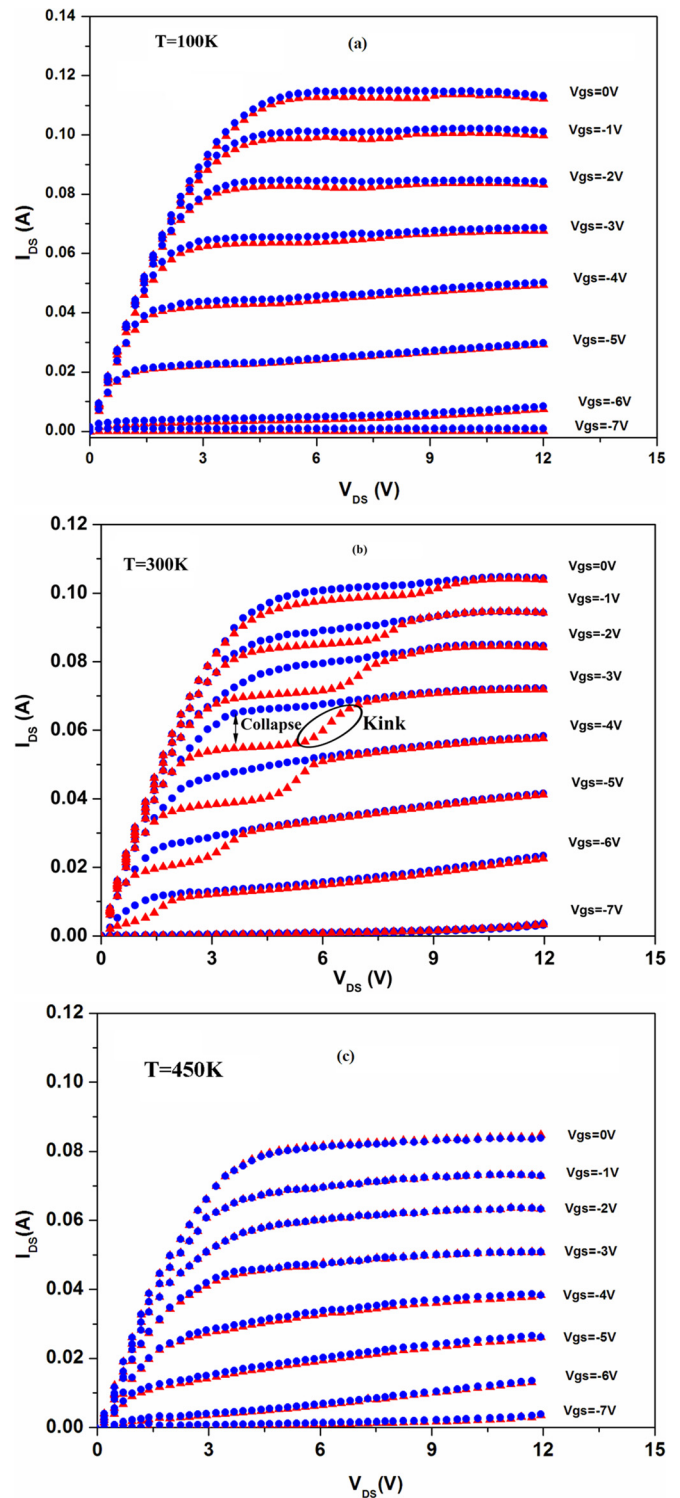 0.14
T=100K
(a)
0.12
Vgs=0V
0.10
Vgs=-1V
0.08
Vgs=-2V
0.06
Vgs=-3V
0.04
Vgs=-4V
0.02
Vgs=-5V
Vgs=-6V
0.00
Vgs=-7V
I_DS (A)
0 3 6 9 12 15
V_DS (V)
0.12
T=300K
(b)
Vgs=0V
0.10
Vgs=-1V
Vgs=-2V
0.08
Vgs=-3V
0.06
Collapse
Kink
Vgs=-4V
0.04
Vgs=-5V
0.02
Vgs=-6V
Vgs=-7V
0.00
I_DS (A)
0 3 6 9 12 15
V_DS (V)
0.12
T=450K
(c)
0.10
Vgs=0V
0.08
Vgs=-1V
Vgs=-2V
0.06
Vgs=-3V
0.04
Vgs=-4V
Vgs=-5V
0.02
Vgs=-6V
Vgs=-7V
0.00
I_DS(A)
0 3 6 9 12 15
V_DS(V)